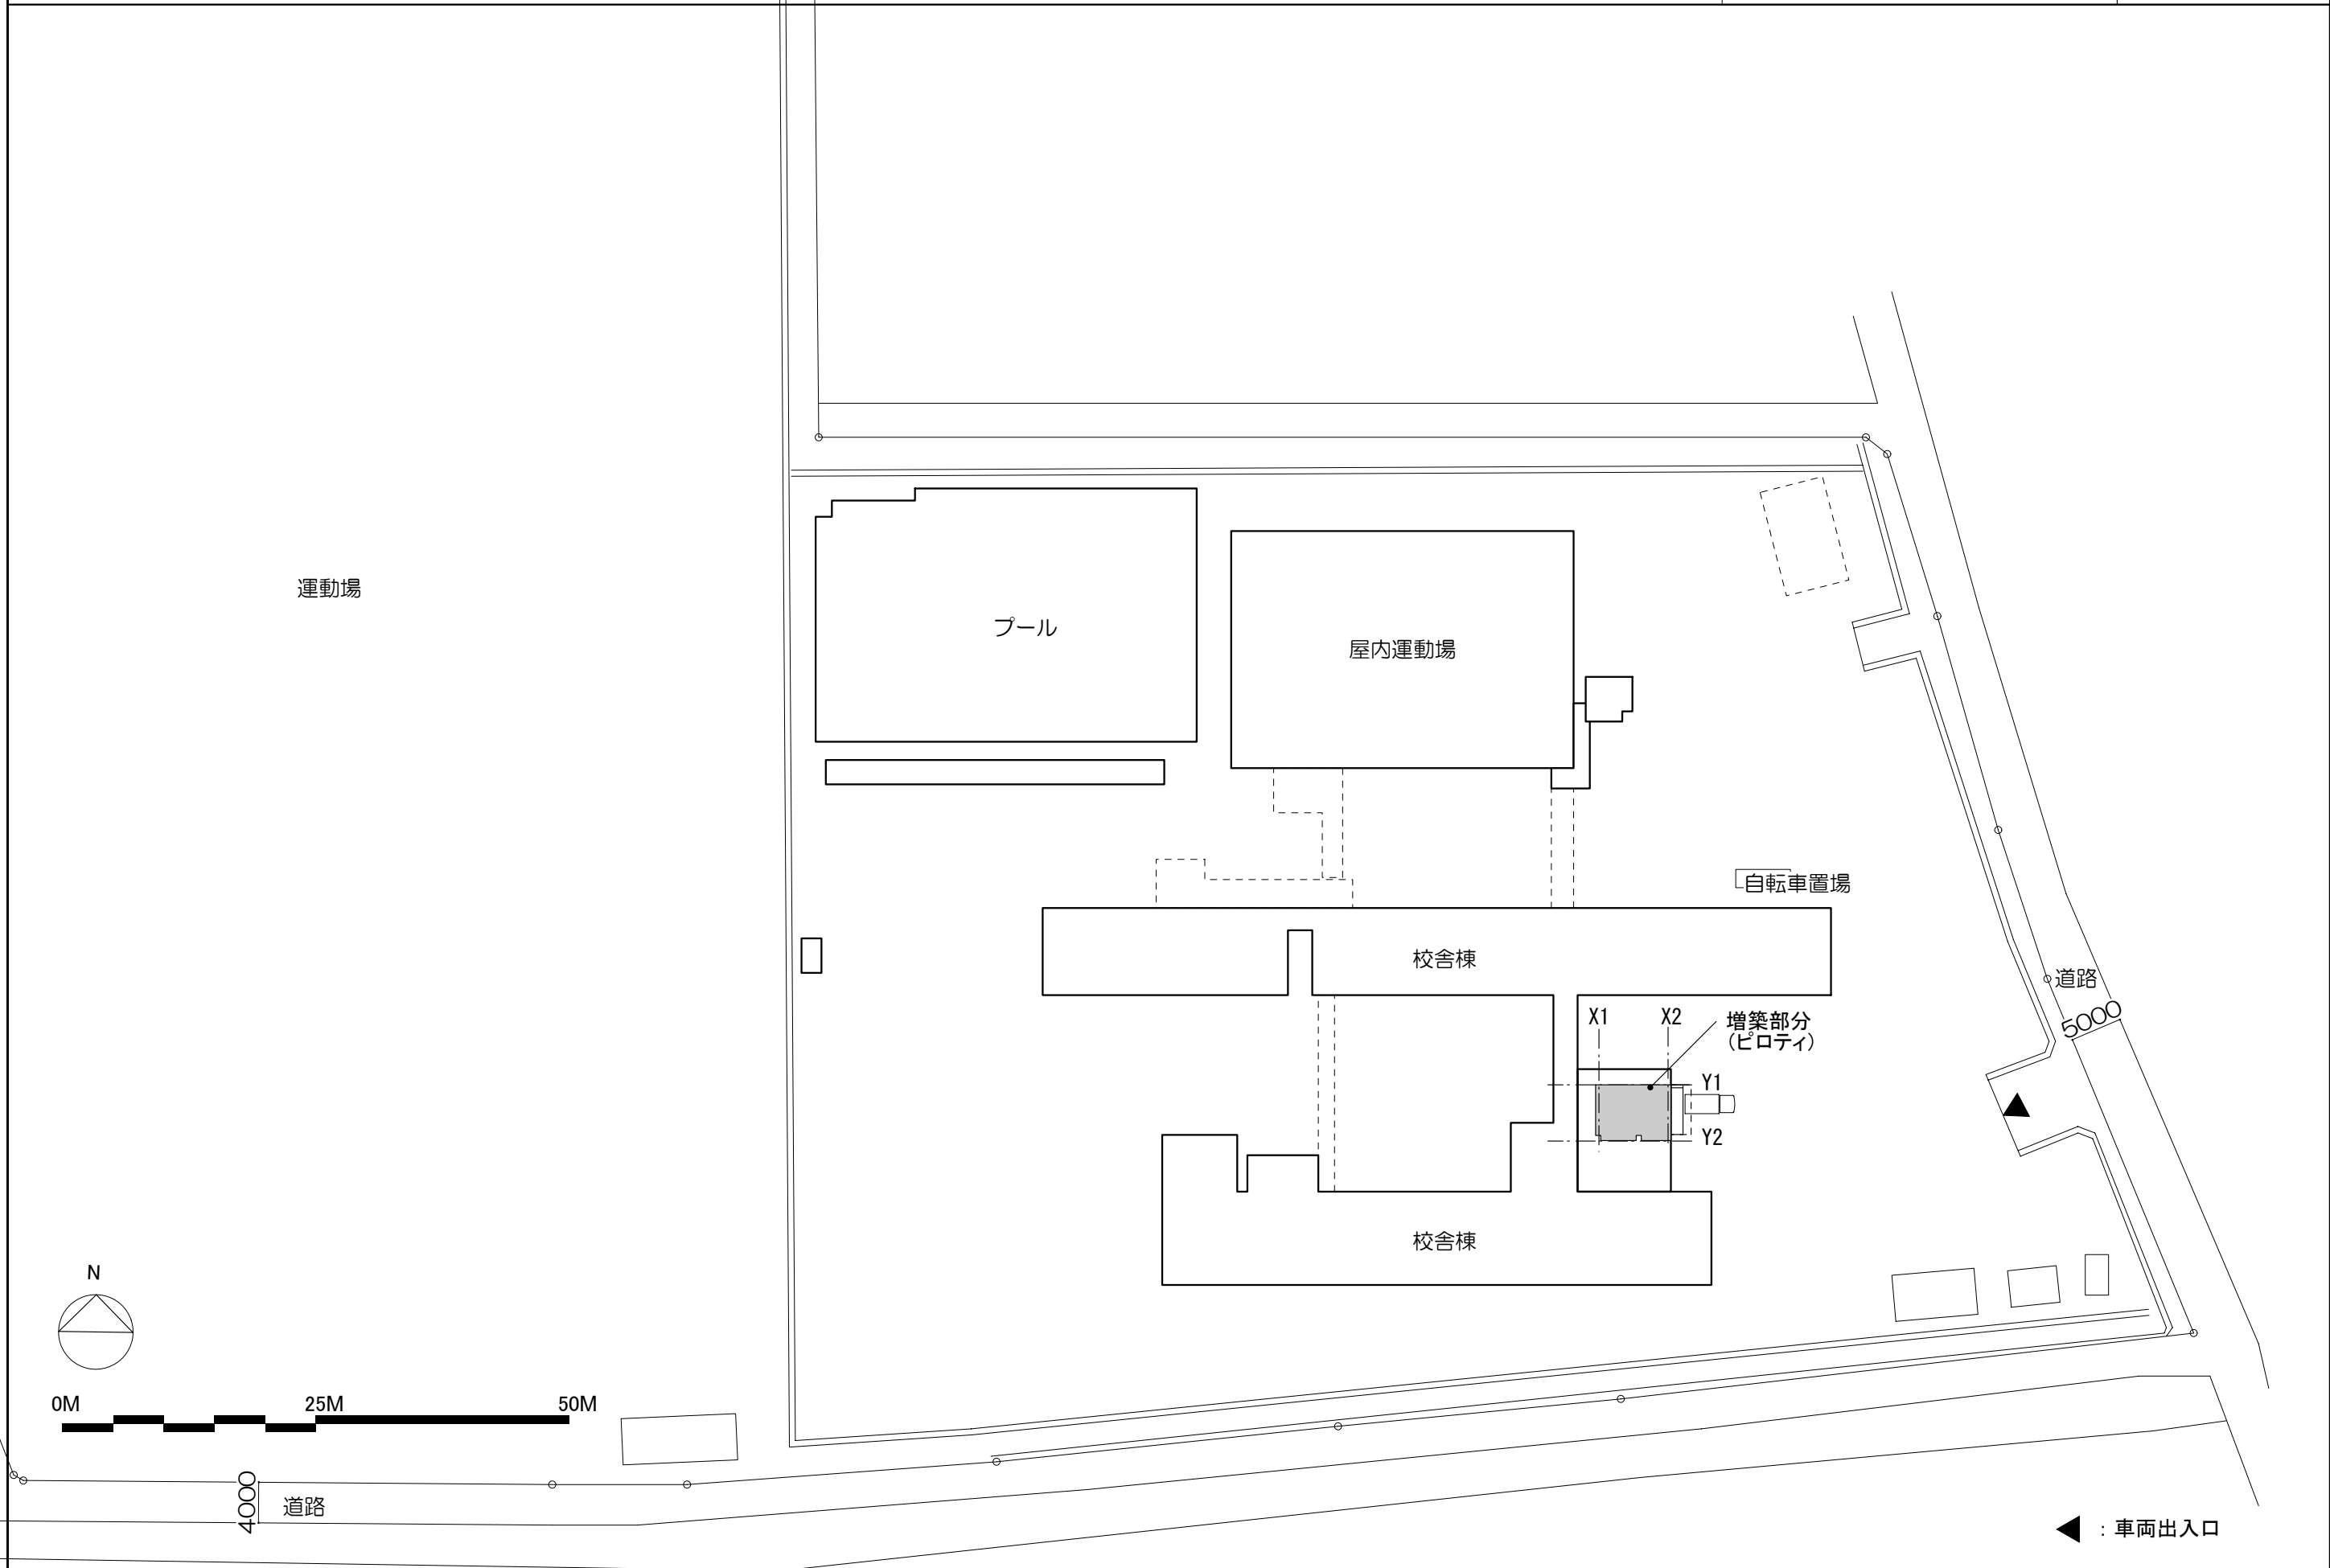 運動場
プール
屋内運動場
自転車置場
校舎棟
道路
5000
X1
X2
増築部分
(ピロティ)
Y1
Y2
校舎棟
N
0M
25M
50M
4000
道路
: 車両出入口